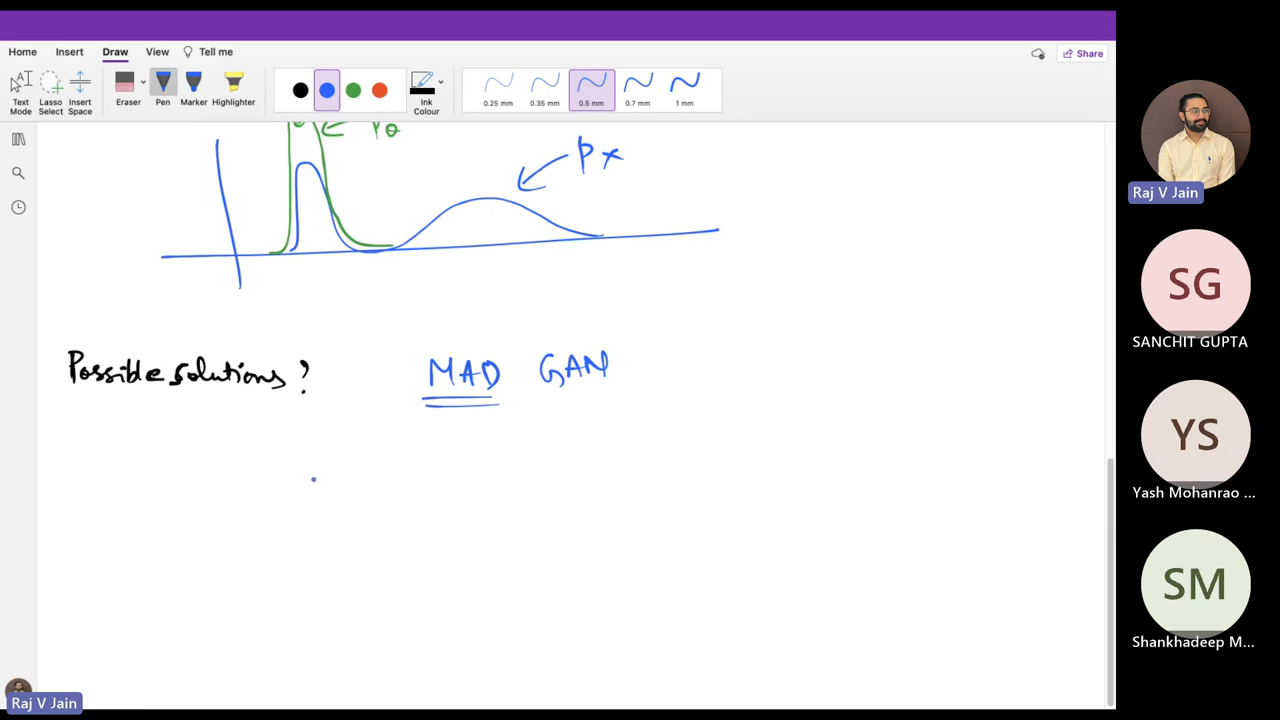 Home Insert Draw View Tell me
Share
Text Mode
Lasso Select
Insert Space
Eraser
Pen
Marker
Highlighter
Ink Colour
0.25 mm
0.35 mm
0.5 mm
0.7 mm
1 mm
Pθ
Px
Possible solutions?
MAD GAN
Raj V Jain
Raj V Jain
SG
SANCHIT GUPTA
YS
Yash Mohanrao ...
SM
Shankhadeep M...